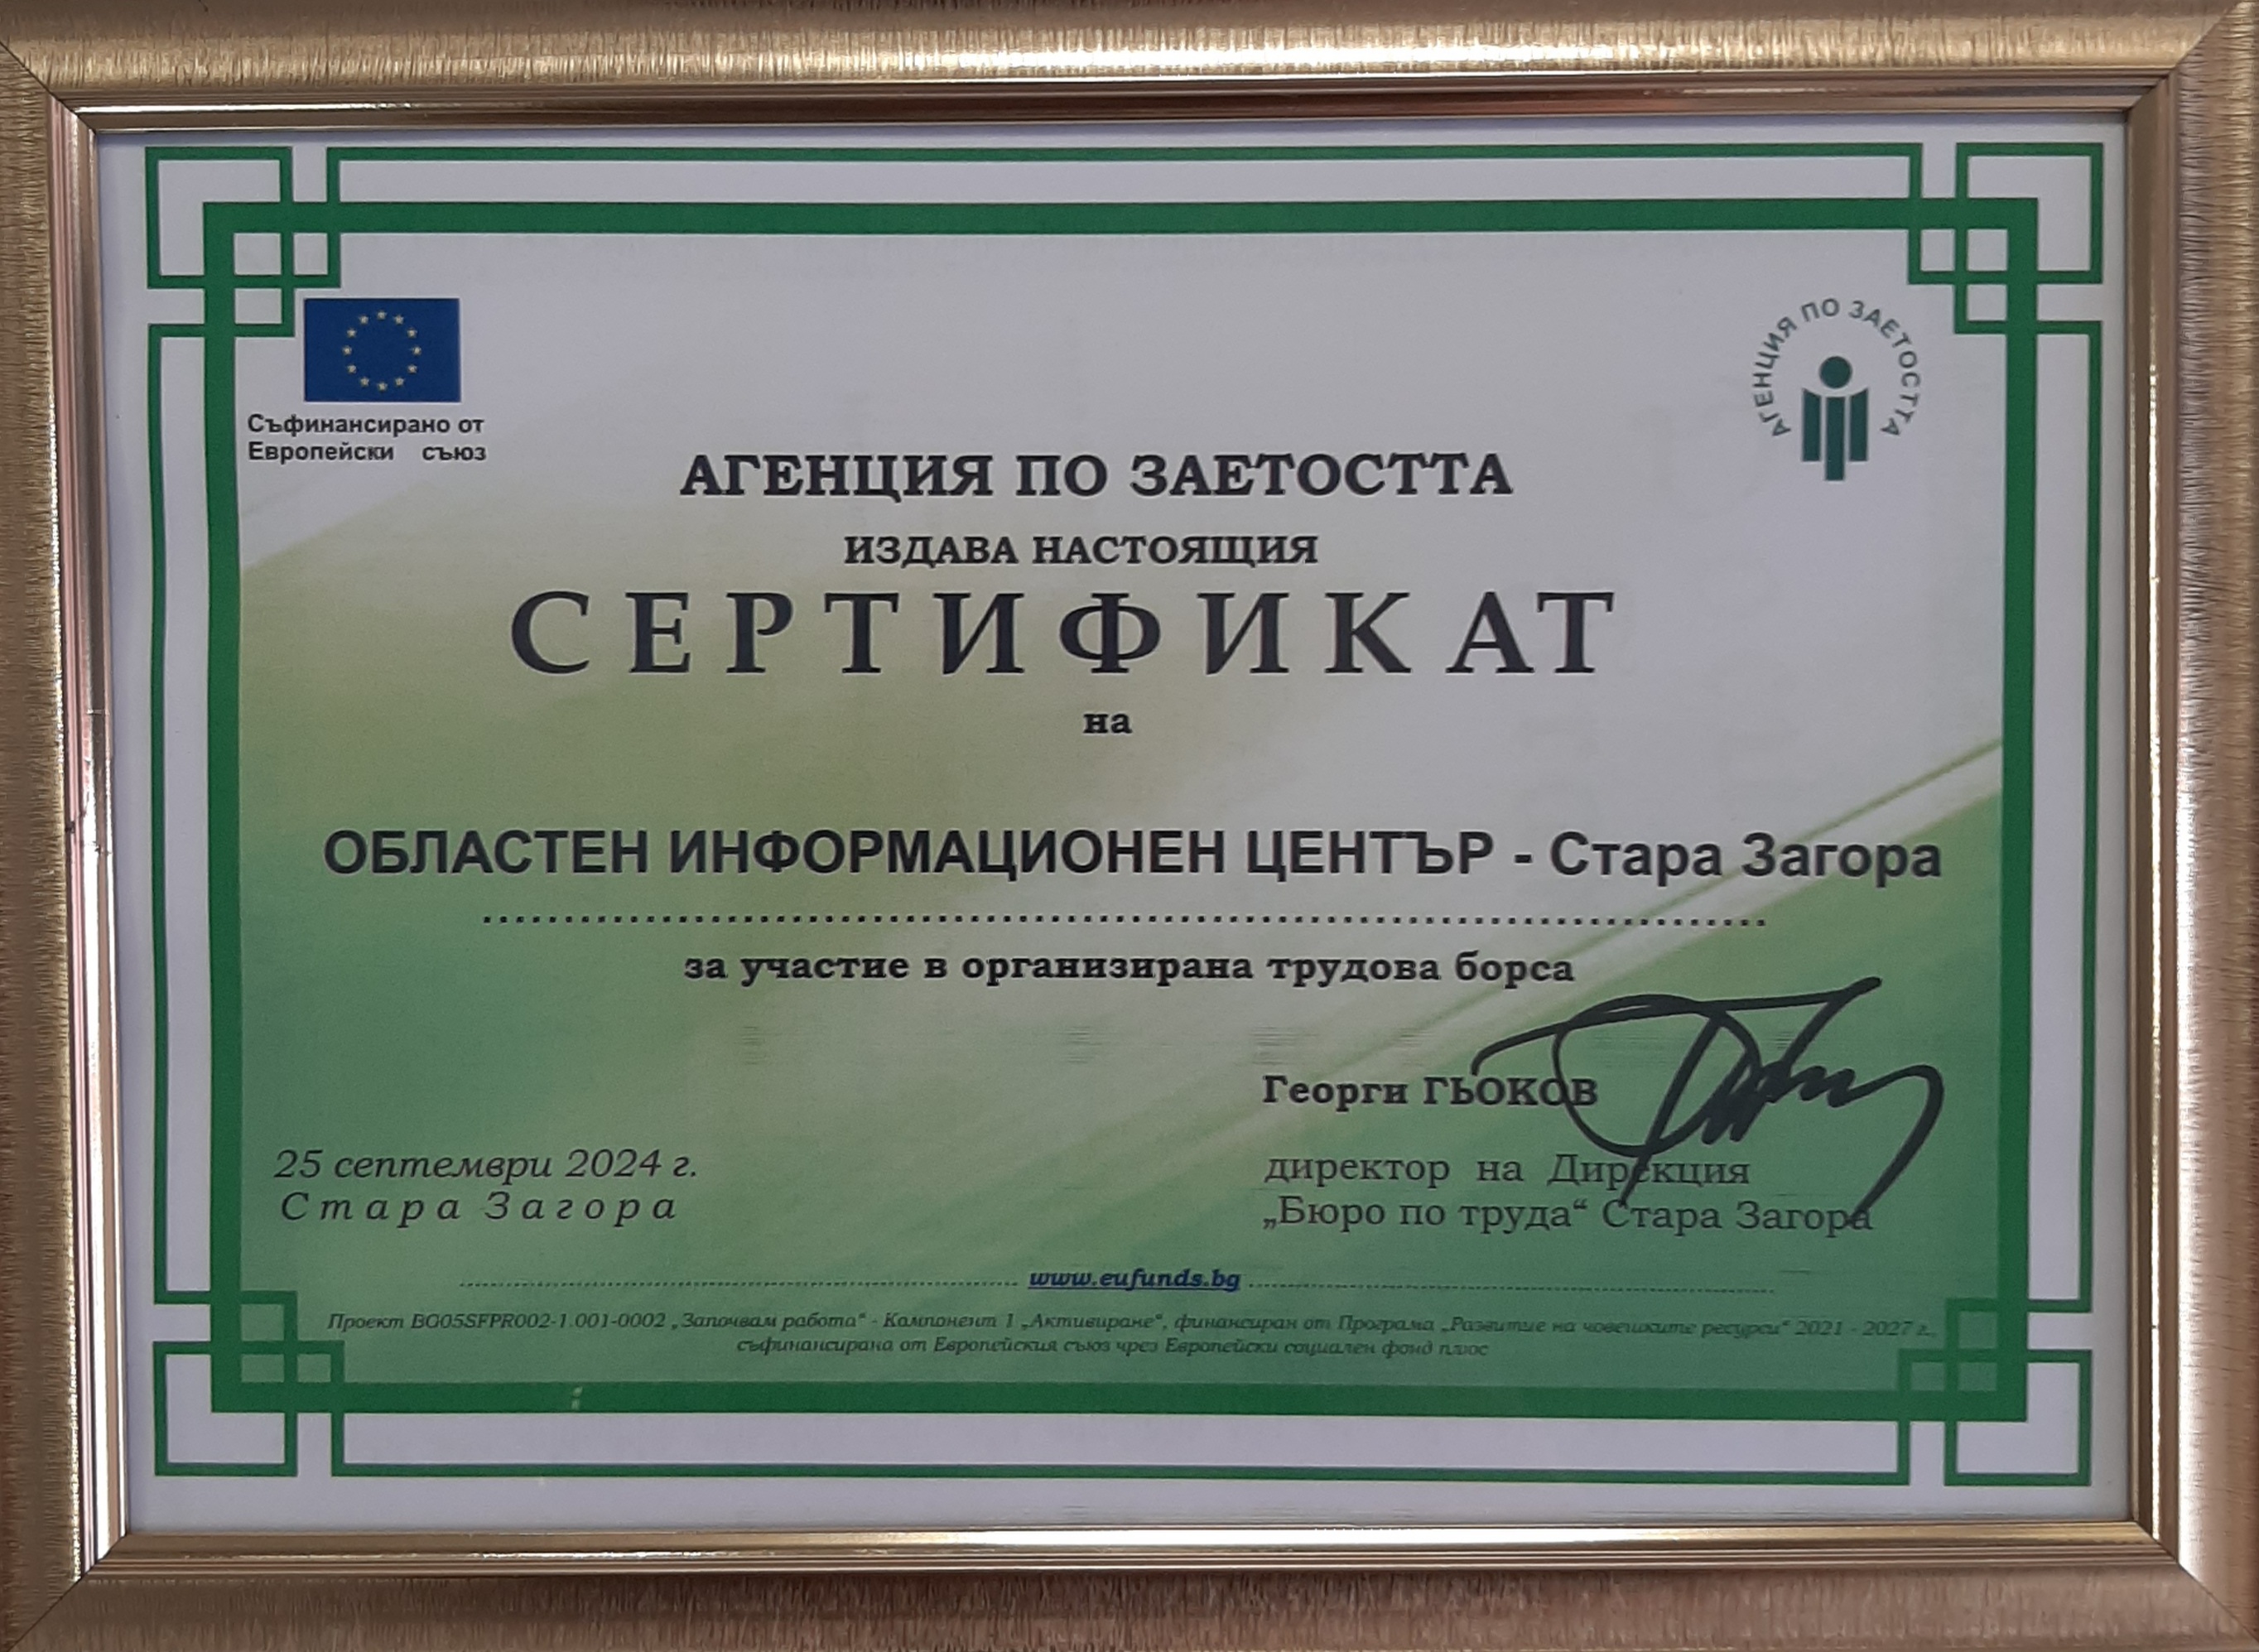 Съфинансирано от
Европейски съюз
АГЕНЦИЯ ПО ЗАЕТОСТТА
АГЕНЦИЯ ПО ЗАЕТОСТТА
ИЗДАВА НАСТОЯЩИЯ
СЕРТИФИКАТ
на
ОБЛАСТЕН ИНФОРМАЦИОНЕН ЦЕНТЪР - Стара Загора
за участие в организирана трудова борса
Георги ГЬОКОВ
25 септември 2024 г.
Стара Загора
директор на Дирекция
„Бюро по труда“ Стара Загора
www.eufunds.bg
Проект BG05SFPR002-1.001-0002 „Започвам работа“ - Компонент 1 „Активиране“, финансиран от Програма „Развитие на човешките ресурси“ 2021 - 2027 г.,
съфинансирана от Европейския съюз чрез Европейски социален фонд плюс